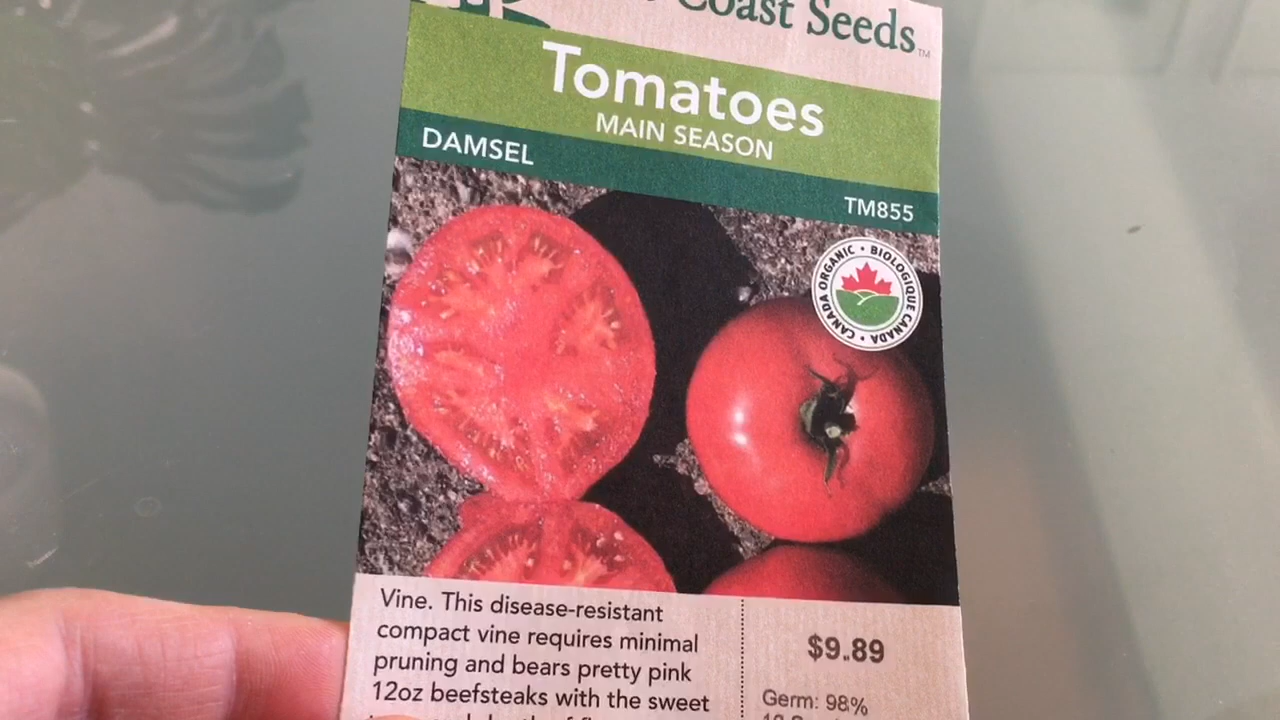 Coast Seeds™
Tomatoes
MAIN SEASON
DAMSEL
TM855
CANADA ORGANIC • BIOLOGIQUE CANADA •
Vine. This disease-resistant
compact vine requires minimal
pruning and bears pretty pink
12oz beefsteaks with the sweet
$9.89
Germ: 98%